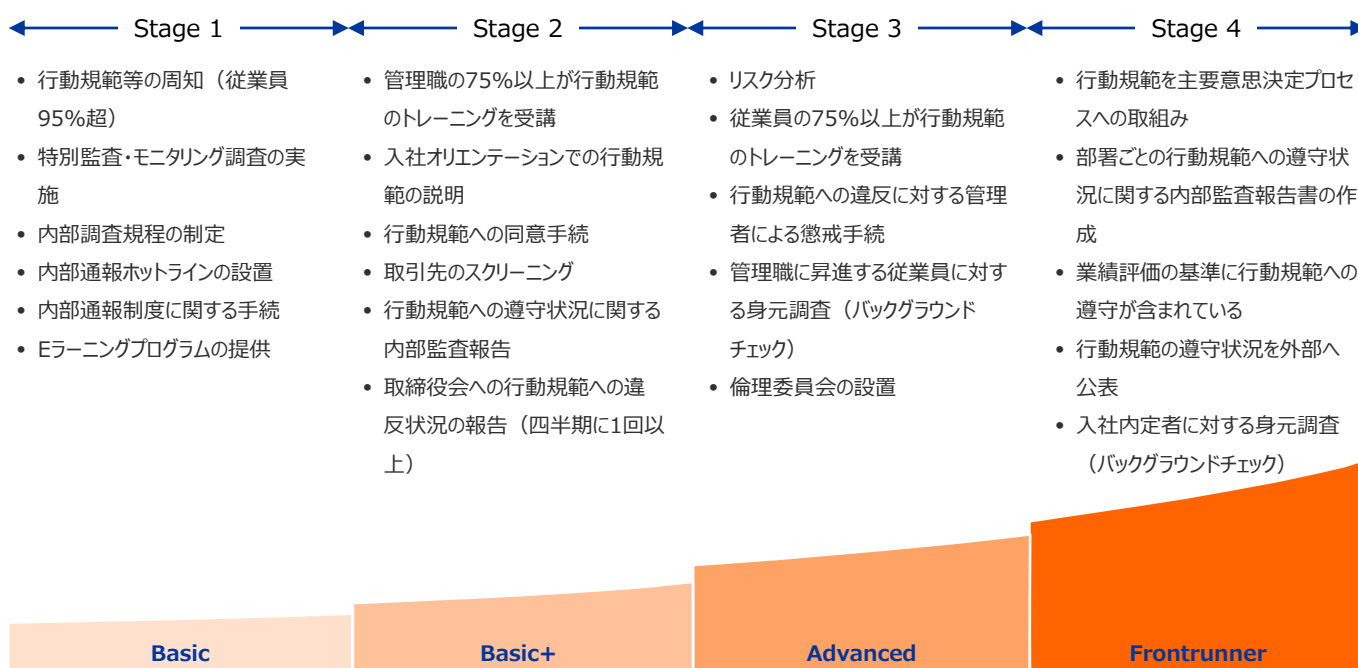 Stage 1
Stage 2
Stage 3
Stage 4
• 行動規範等の周知（従業員
95%超）
• 特別監査・モニタリング調査の実
施
• 内部調査規程の制定
• 内部通報ホットラインの設置
• 内部通報制度に関する手続
• Eラーニングプログラムの提供
• 管理職の75%以上が行動規範
のトレーニングを受講
• 入社オリエンテーションでの行動規
範の説明
• 行動規範への同意手続
• 取引先のスクリーニング
• 行動規範への遵守状況に関する
内部監査報告
• 取締役会への行動規範への違
反状況の報告（四半期に1回以
上）
• リスク分析
• 従業員の75%以上が行動規範
のトレーニングを受講
• 行動規範への違反に対する管理
者による懲戒手続
• 管理職に昇進する従業員に対す
る身元調査（バックグラウンド
チェック）
• 倫理委員会の設置
• 行動規範を主要意思決定プロセ
スへの取組み
• 部署ごとの行動規範への遵守状
況に関する内部監査報告書の作
成
• 業績評価の基準に行動規範への
遵守が含まれている
• 行動規範の遵守状況を外部へ
公表
• 入社内定者に対する身元調査
（バックグラウンドチェック）
Basic
Basic+
Advanced
Frontrunner